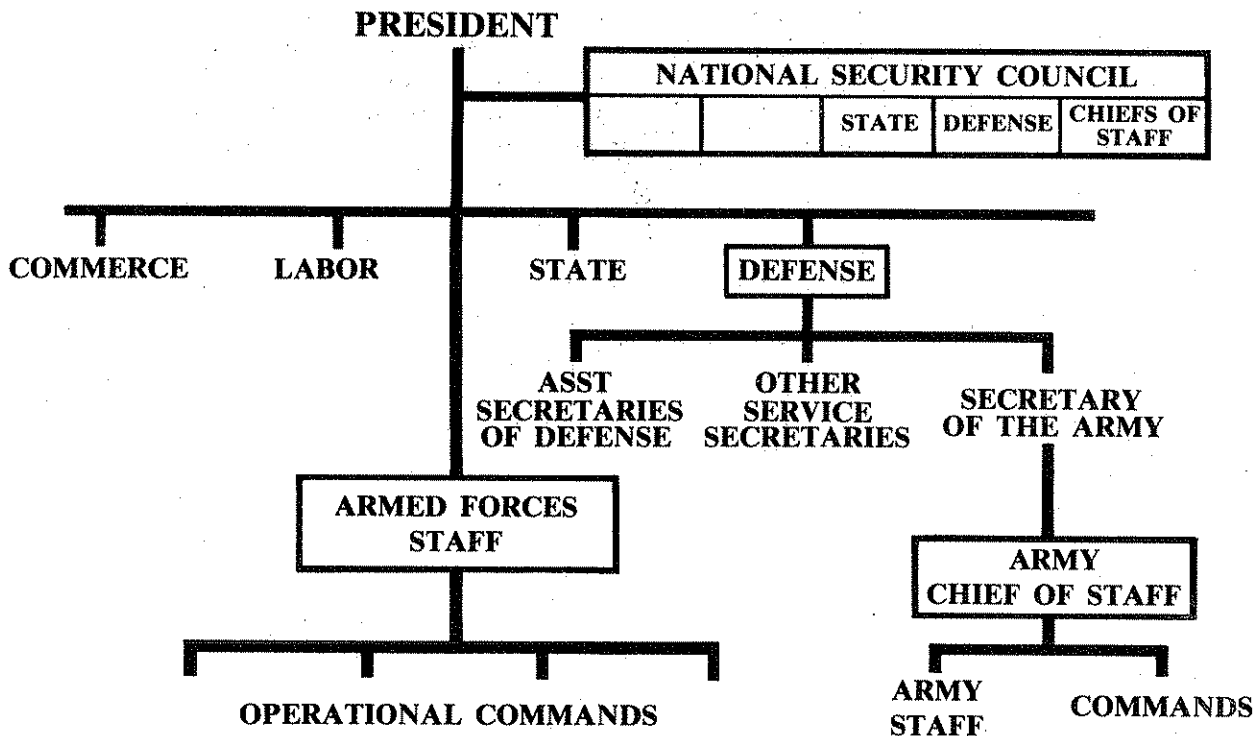 PRESIDENT
NATIONAL SECURITY COUNCIL
STATE
DEFENSE
CHIEFS OF
STAFF
COMMERCE
LABOR
STATE
DEFENSE
ASST
SECRETARIES
OF DEFENSE
OTHER
SERVICE
SECRETARIES
SECRETARY
OF THE ARMY
ARMED FORCES
STAFF
ARMY
CHIEF OF STAFF
OPERATIONAL COMMANDS
ARMY
STAFF
COMMANDS